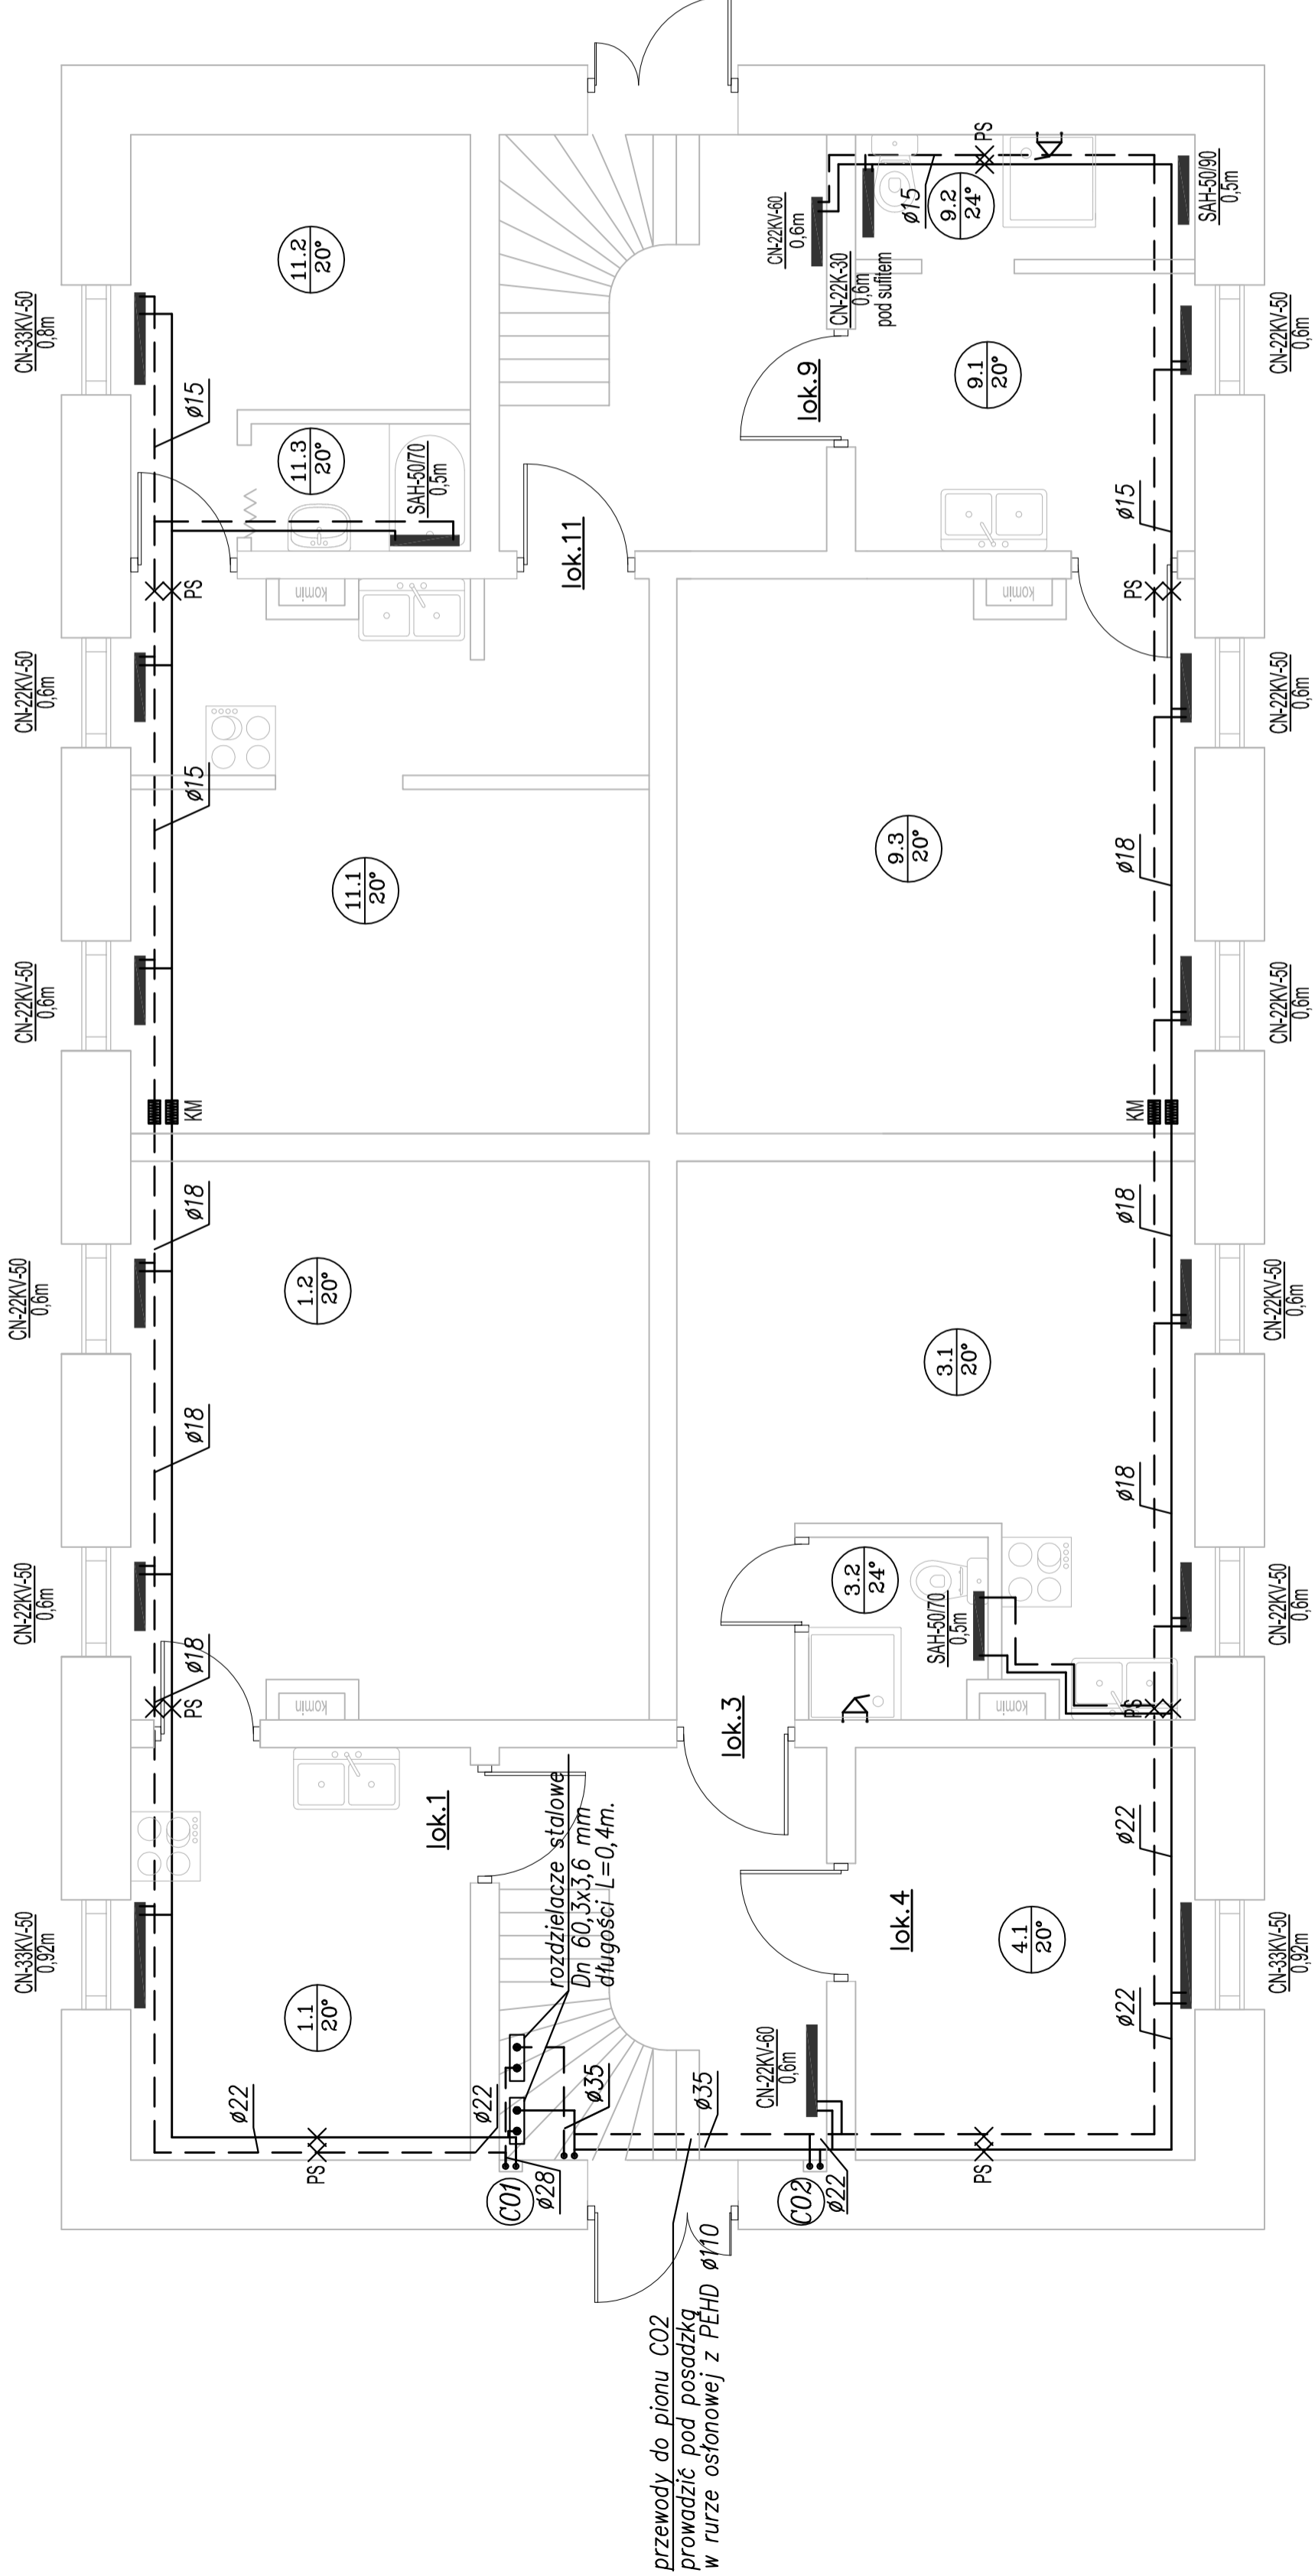 CN-33KV-50
0,92m
CN-22KV-50
0,6m
CN-22KV-50
0,6m
CN-22KV-50
0,6m
CN-22KV-50
0,6m
CN-33KV-50
0,8m
ø22
PS
1.1
20°
lok.1
PS
ø18
komin
ø18
1.2
20°
ø18
KM
11.1
20°
ø15
komin
PS
ø15
11.3
20°
SAH-50/70
0,5m
11.2
20°
lok.11
CO1
ø28
ø22
ø35
rozdzielacze stalowe
Dn 60,3x3,6 mm
długości L=0,4m.
przewody do pionu CO2
prowadzić pod posadzką
w rurze osłonowej z PEHD ø110
ø35
CO2
ø22
CN-22KV-60
0,6m
lok.4
lok.3
PS
4.1
20°
ø22
ø22
PS
komin
SAH-50/70
0,5m
3.2
24°
3.1
20°
ø18
ø18
KM
9.3
20°
ø18
komin
PS
ø15
lok.9
9.1
20°
CN-22K-30
0,6m
pod sufitem
CN-22KV-60
0,6m
ø15
9.2
24°
PS
SAH-50/90
0,5m
CN-33KV-50
0,92m
CN-22KV-50
0,6m
CN-22KV-50
0,6m
CN-22KV-50
0,6m
CN-22KV-50
0,6m
CN-22KV-50
0,6m